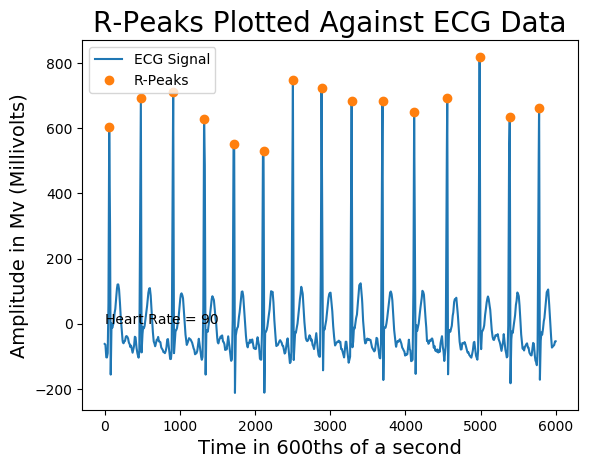 R-Peaks Plotted Against ECG Data
Amplitude in Mv (Millivolts)
800
600
400
200
0
−200
ECG Signal
R-Peaks
Heart Rate = 90
0
1000
2000
3000
4000
5000
6000
Time in 600ths of a second